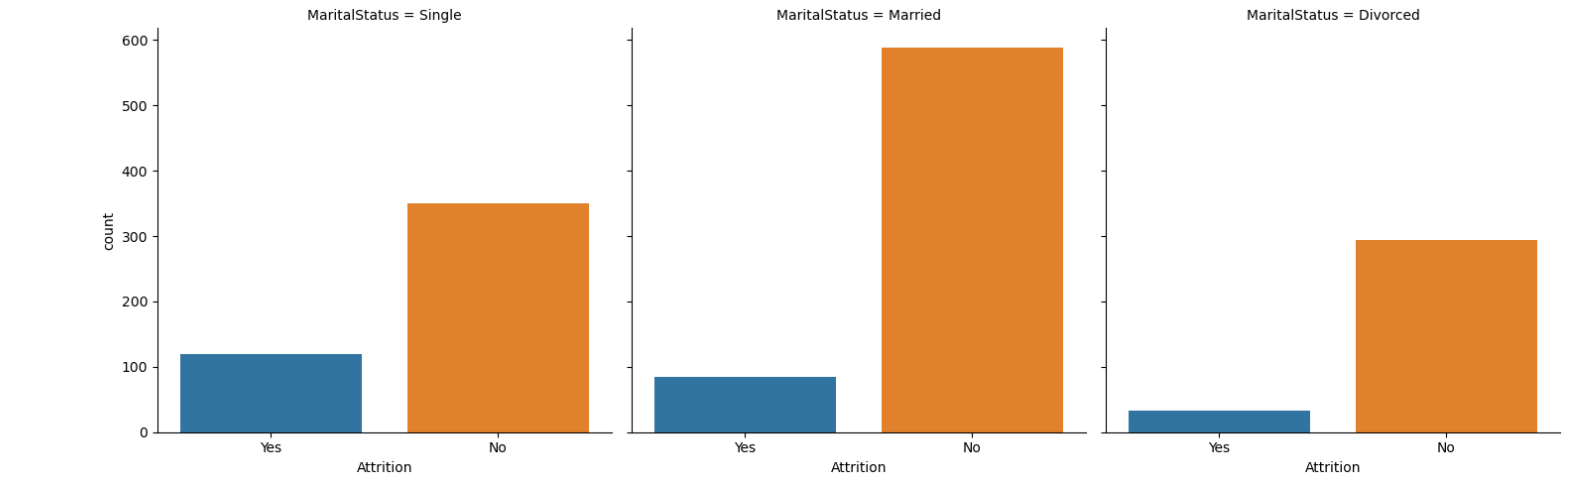 MaritalStatus = Single
MaritalStatus = Married
MaritalStatus = Divorced
600
500
400
300
200
100
0
count
Yes
No
Yes
No
Yes
No
Attrition
Attrition
Attrition